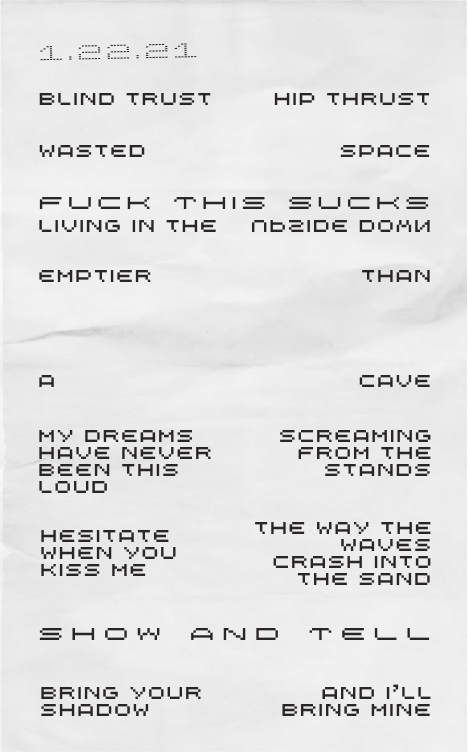 1.22.21
BLIND TRUST HIP THRUST
WASTED SPACE
FUCK THIS SUCKS
LIVING IN THE UPSIDE DOWN
EMPTIER THAN
A CAVE
MY DREAMS
HAVE NEVER
BEEN THIS
LOUD
SCREAMING
FROM THE
STANDS
HESITATE
WHEN YOU
KISS ME
THE WAY THE
WAVES
CRASH INTO
THE SAND
SHOW AND TELL
BRING YOUR
SHADOW
AND I'LL
BRING MINE